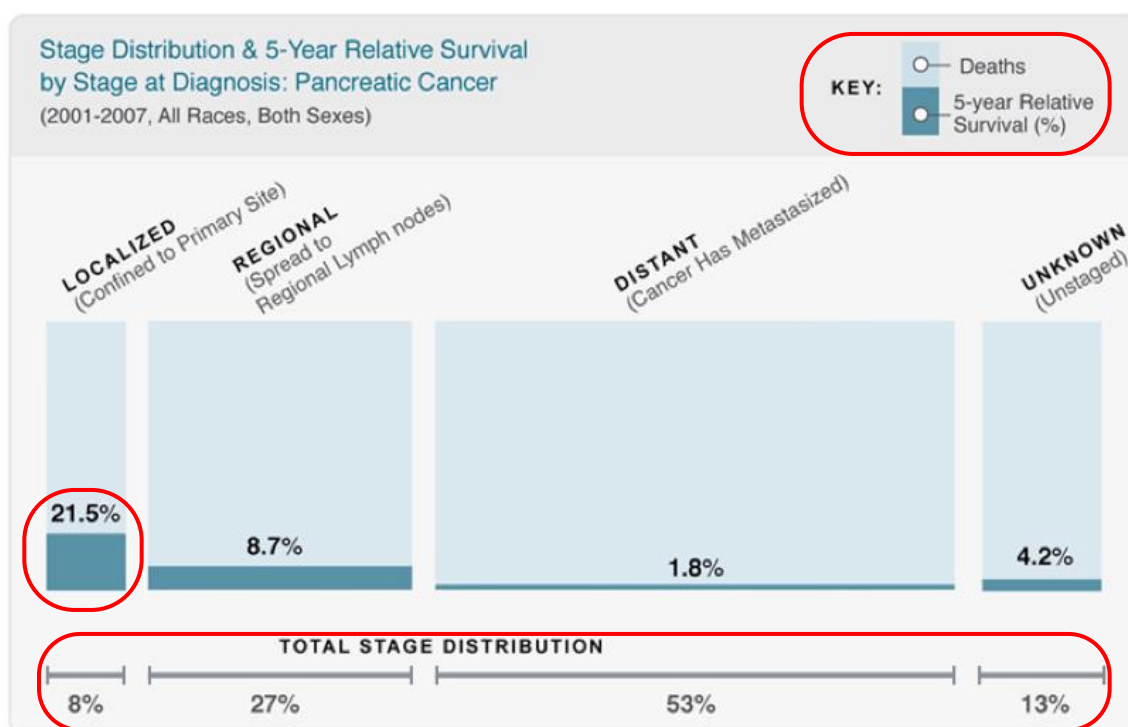 Stage Distribution & 5-Year Relative Survival
by Stage at Diagnosis: Pancreatic Cancer
(2001-2007, All Races, Both Sexes)
KEY:
Deaths
5-year Relative
Survival (%)
LOCALIZED
(Confined to Primary Site)
REGIONAL
(Spread to
Regional Lymph nodes)
DISTANT
(Cancer Has Metastasized)
UNKNOWN
(Unstaged)
21.5%
8.7%
1.8%
4.2%
TOTAL STAGE DISTRIBUTION
8%
27%
53%
13%